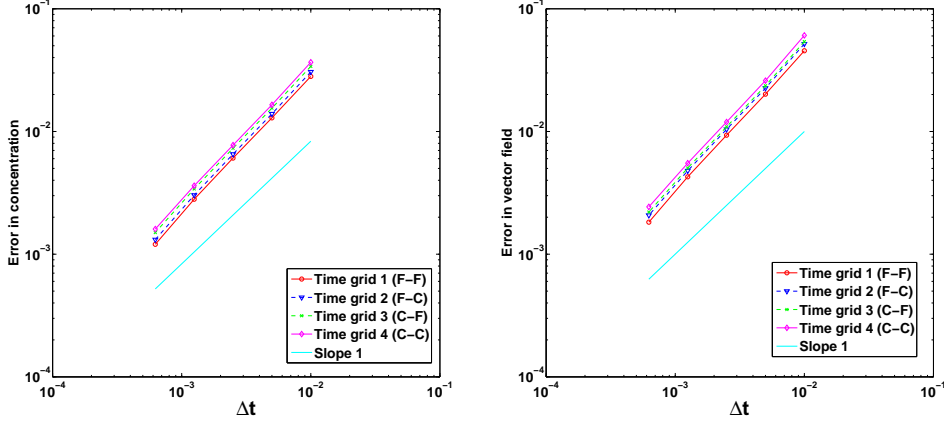 10⁻¹
10⁻²
10⁻³
10⁻⁴
Error in concentration
10⁻⁴
10⁻³
10⁻²
10⁻¹
Δt
Time grid 1 (F−F)
Time grid 2 (F−C)
Time grid 3 (C−F)
Time grid 4 (C−C)
Slope 1
10⁻¹
10⁻²
10⁻³
10⁻⁴
Error in vector field
10⁻⁴
10⁻³
10⁻²
10⁻¹
Δt
Time grid 1 (F−F)
Time grid 2 (F−C)
Time grid 3 (C−F)
Time grid 4 (C−C)
Slope 1